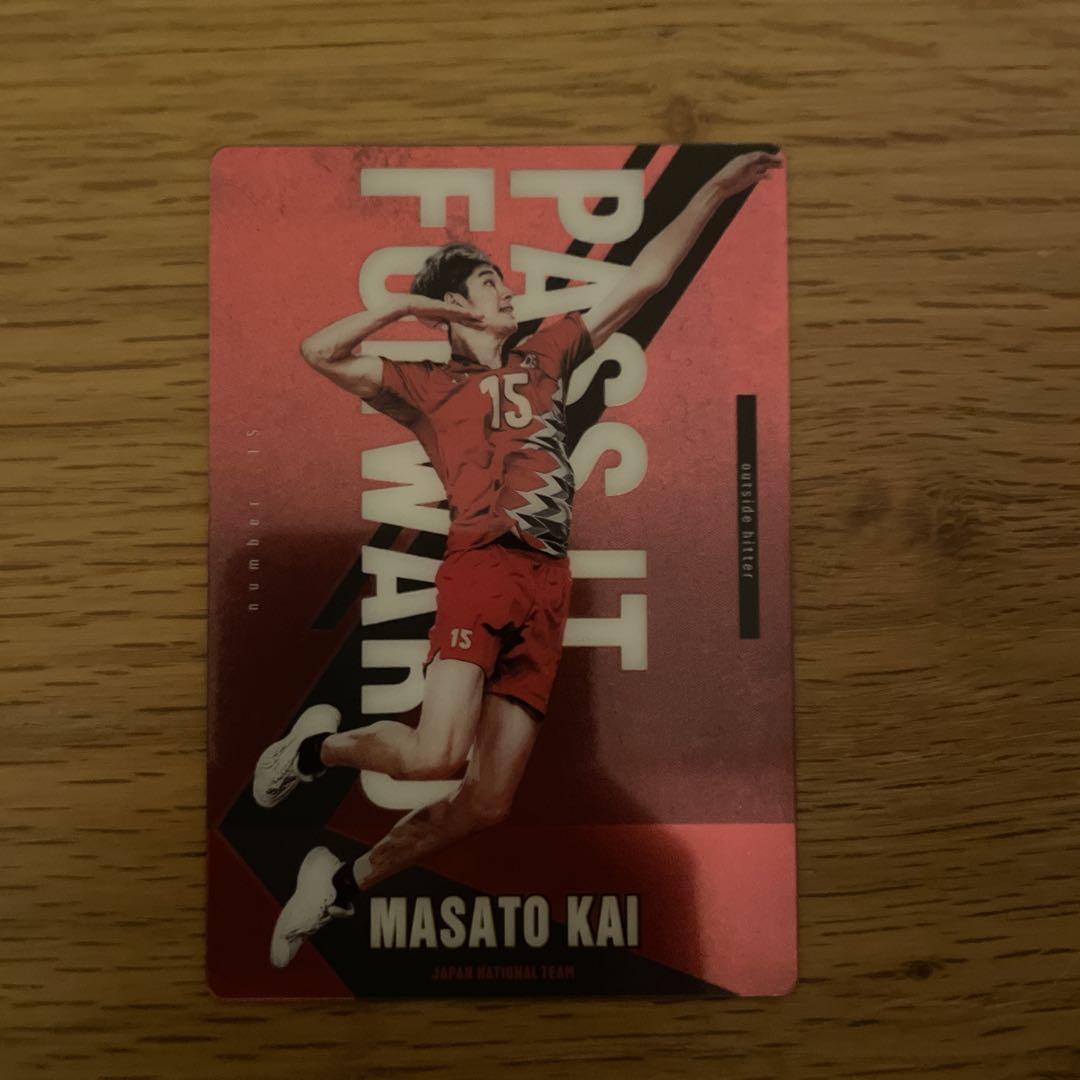 PASS IT
FORWARD
15
15
number 15
outside hitter
MASATO KAI
JAPAN NATIONAL TEAM